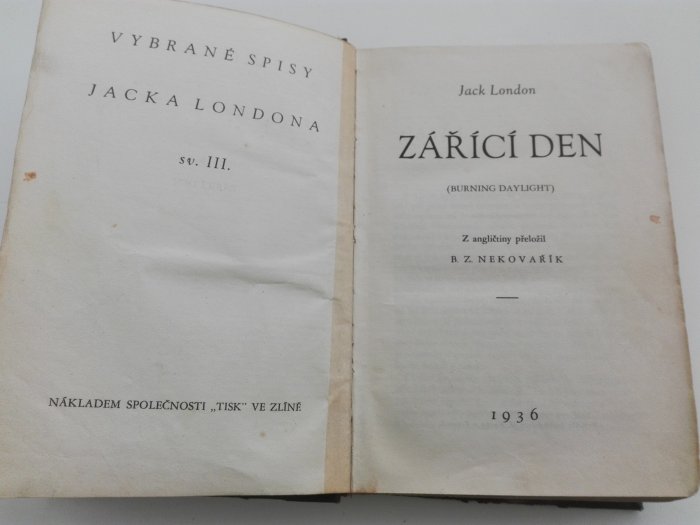 VYBRANÉ SPISY
JACKA LONDONA
sv. III.
NÁKLADEM SPOLEČNOSTI „TISK" VE ZLÍNĚ
Jack London
ZÁŘÍCÍ DEN
(BURNING DAYLIGHT)
Z angličtiny přeložil
B. Z. NEKOVAŘÍK
1936